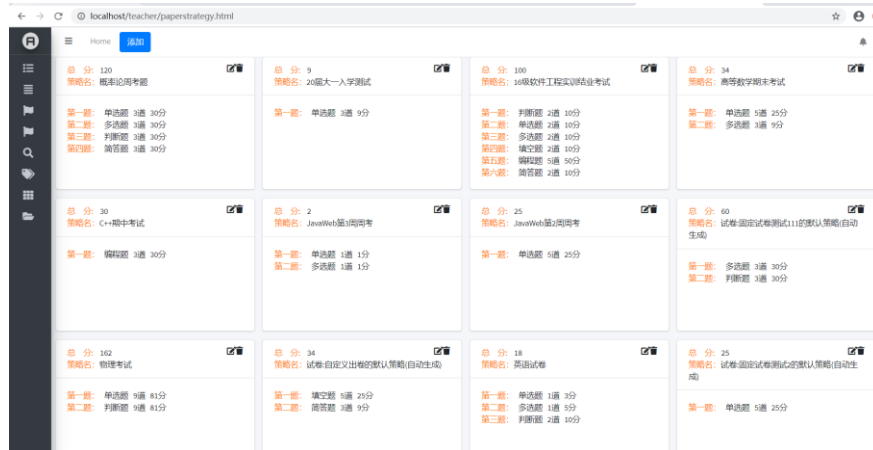 localhost/teacher/paperstrategy.html
Home 添加
总 分: 120
策略名: 概率论周考题
第一题: 单选题 3道 30分
第二题: 多选题 3道 30分
第三题: 判断题 3道 30分
第四题: 简答题 3道 30分
总 分: 9
策略名: 20届大一入学测试
第一题: 单选题 3道 9分
总 分: 100
策略名: 16级软件工程实训结业考试
第一题: 判断题 2道 10分
第二题: 单选题 2道 10分
第三题: 多选题 2道 10分
第四题: 填空题 2道 10分
第五题: 编程题 5道 50分
第六题: 简答题 2道 10分
总 分: 34
策略名: 高等数学期末考试
第一题: 单选题 5道 25分
第二题: 多选题 3道 9分
总 分: 30
策略名: C++期中考试
第一题: 编程题 3道 30分
总 分: 2
策略名: JavaWeb第3周周考
第一题: 单选题 1道 1分
第二题: 多选题 1道 1分
总 分: 25
策略名: JavaWeb第2周周考
第一题: 单选题 5道 25分
总 分: 60
策略名: 试卷:固定试卷测试111的默认策略(自动
生成)
第一题: 多选题 3道 30分
第二题: 判断题 3道 30分
总 分: 162
策略名: 物理考试
第一题: 单选题 9道 81分
第二题: 判断题 9道 81分
总 分: 34
策略名: 试卷:自定义出卷的默认策略(自动生成)
第一题: 填空题 5道 25分
第二题: 简答题 3道 9分
总 分: 18
策略名: 英语试卷
第一题: 单选题 1道 3分
第二题: 多选题 1道 5分
第三题: 判断题 2道 10分
总 分: 25
策略名: 试卷:固定试卷测试2的默认策略(自动生
成)
第一题: 单选题 5道 25分